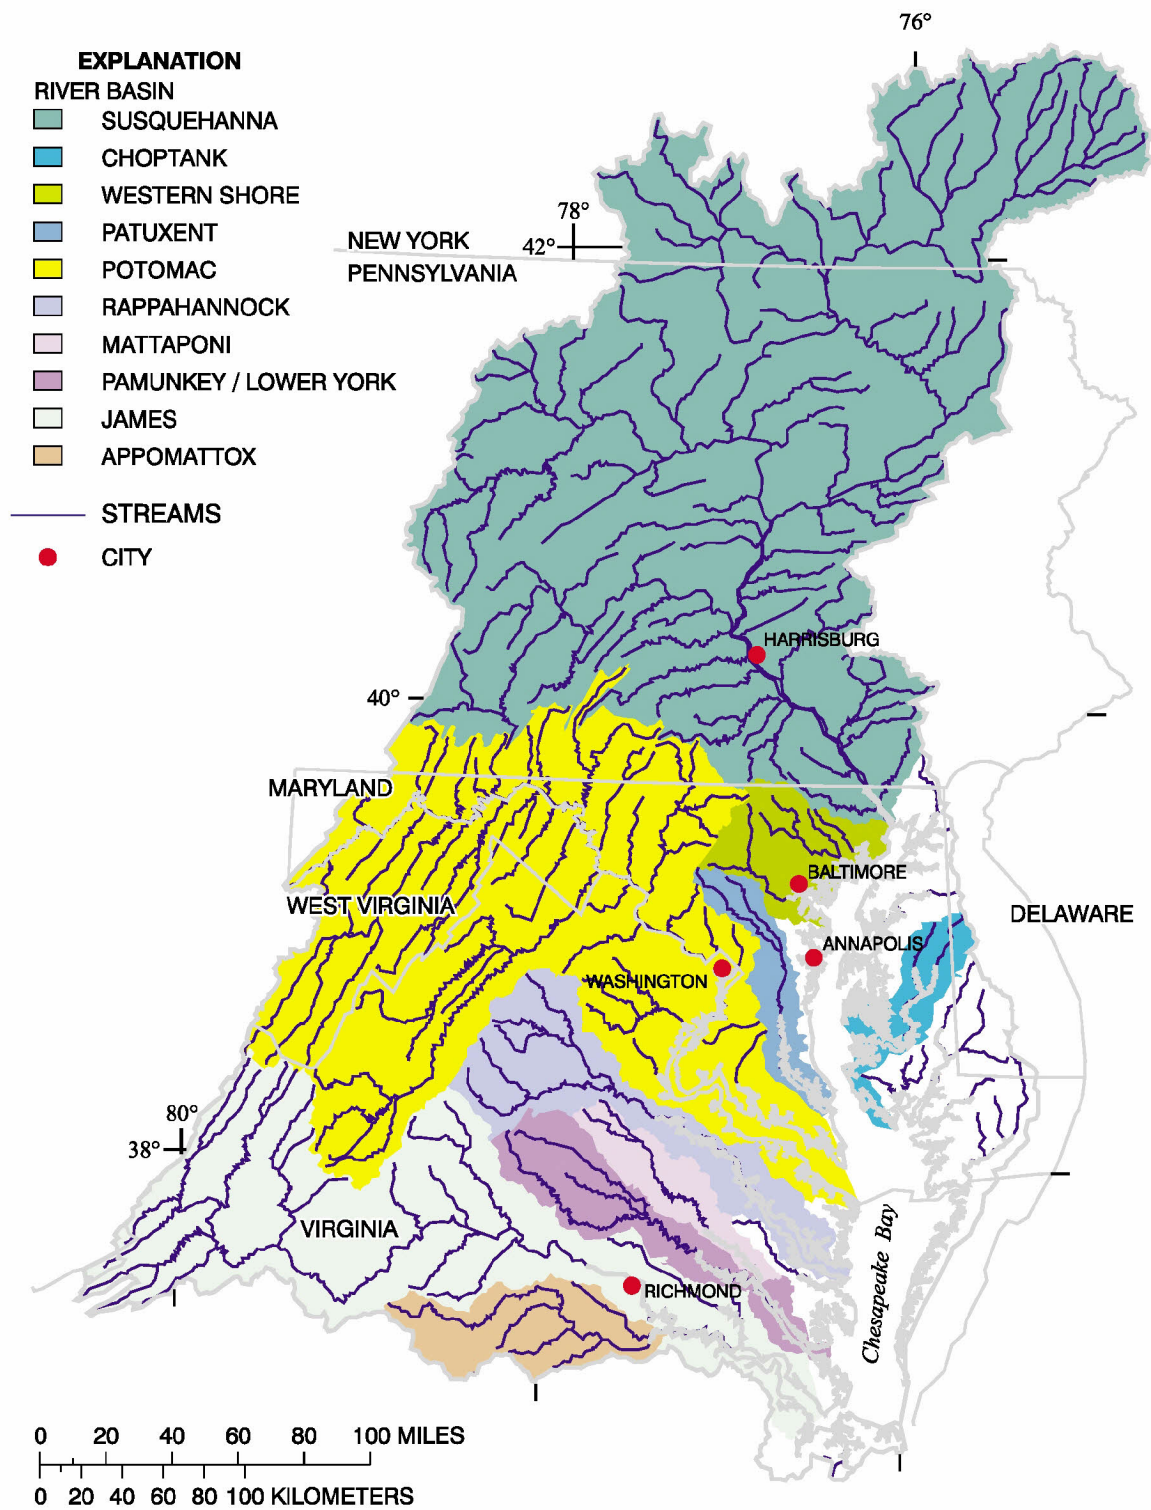 76°
EXPLANATION
RIVER BASIN
SUSQUEHANNA
CHOPTANK
WESTERN SHORE
PATUXENT
POTOMAC
RAPPAHANNOCK
MATTAPONI
PAMUNKEY / LOWER YORK
JAMES
APPOMATTOX
STREAMS
CITY
78°
42°
NEW YORK
PENNSYLVANIA
HARRISBURG
40°
MARYLAND
BALTIMORE
WEST VIRGINIA
DELAWARE
ANNAPOLIS
WASHINGTON
80°
38°
VIRGINIA
Chesapeake Bay
RICHMOND
0 20 40 60 80 100 MILES
0 20 40 60 80 100 KILOMETERS